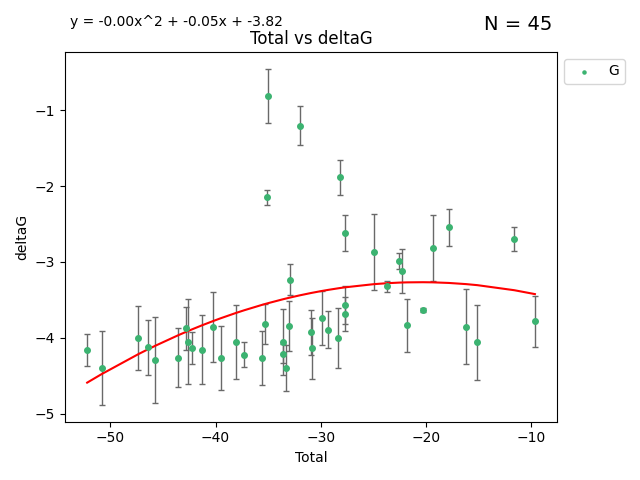 y = -0.00x^2 + -0.05x + -3.82
N = 45
Total vs deltaG
G
−1
−2
−3
−4
−5
deltaG
−50 −40 −30 −20 −10
Total